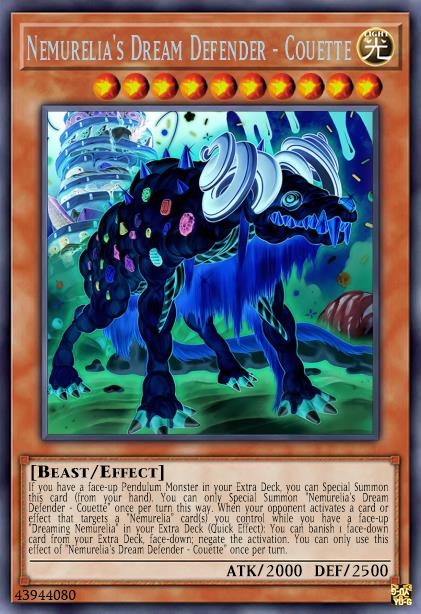 Nemurelia's Dream Defender - Couette
LIGHT
光
[Beast/Effect]
If you have a face-up Pendulum Monster in your Extra Deck, you can Special Summon
this card (from your hand). You can only Special Summon "Nemurelia's Dream
Defender - Couette" once per turn this way. When your opponent activates a card or
effect that targets a "Nemurelia" card(s) you control while you have a face-up
"Dreaming Nemurelia" in your Extra Deck (Quick Effect): You can banish 1 face-down
card from your Extra Deck, face-down; negate the activation. You can only use this
effect of "Nemurelia's Dream Defender - Couette" once per turn.
ATK/2000 DEF/2500
43944080